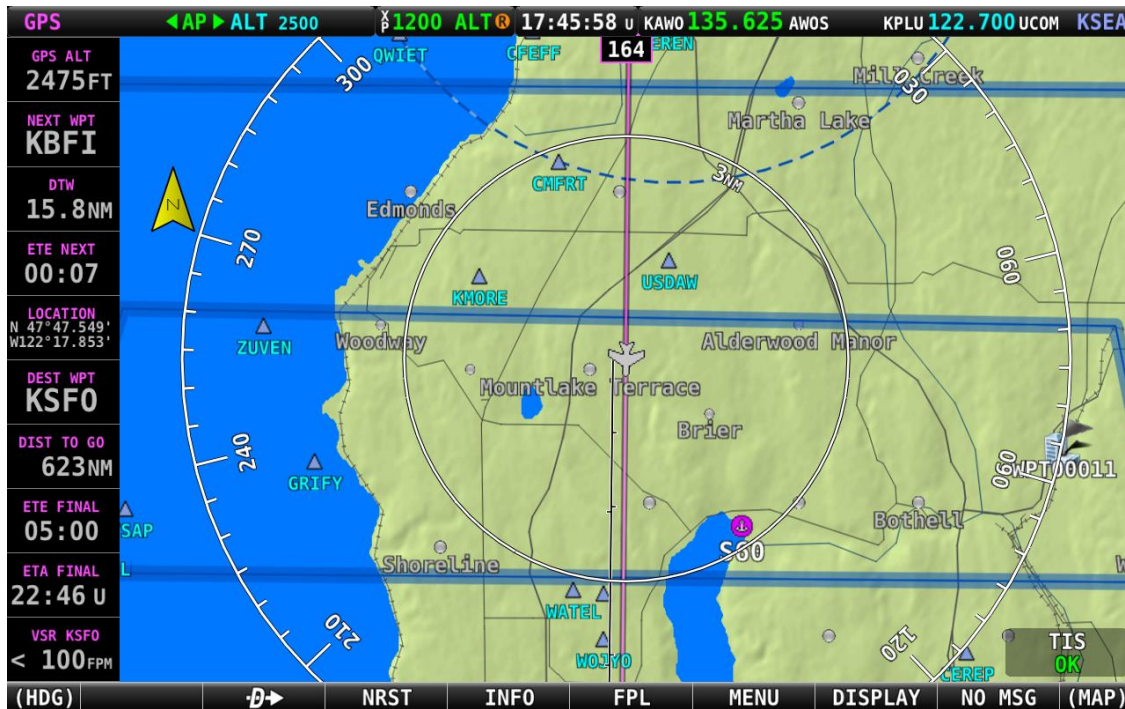 GPS
◀AP▶ ALT 2500
XP 1200 ALT R
17:45:58 U
KAWO 135.625 AWOS
KPLU 122.700 UCOM
KSEA
GPS ALT
2475FT
NEXT WPT
KBFI
DTW
15.8NM
ETE NEXT
00:07
LOCATION
N 47°47.549'
W122°17.853'
DEST WPT
KSFO
DIST TO GO
623NM
ETE FINAL
05:00
ETA FINAL
22:46 U
VSR KSFO
< 100FPM
164
QWIET
CFEFF
EREN
300
030
Mill Creek
Martha Lake
CMFRT
3NM
N
Edmonds
270
060
KMORE
USDAW
ZUVEN
Woodway
Alderwood Manor
Mountlake Terrace
Brier
240
090
WPT00011
GRIFY
SAP
Bothell
S60
Shoreline
L
W
WATEL
210
120
WOJYO
CEREP
TIS
OK
(HDG)
D
NRST
INFO
FPL
MENU
DISPLAY
NO MSG
(MAP)